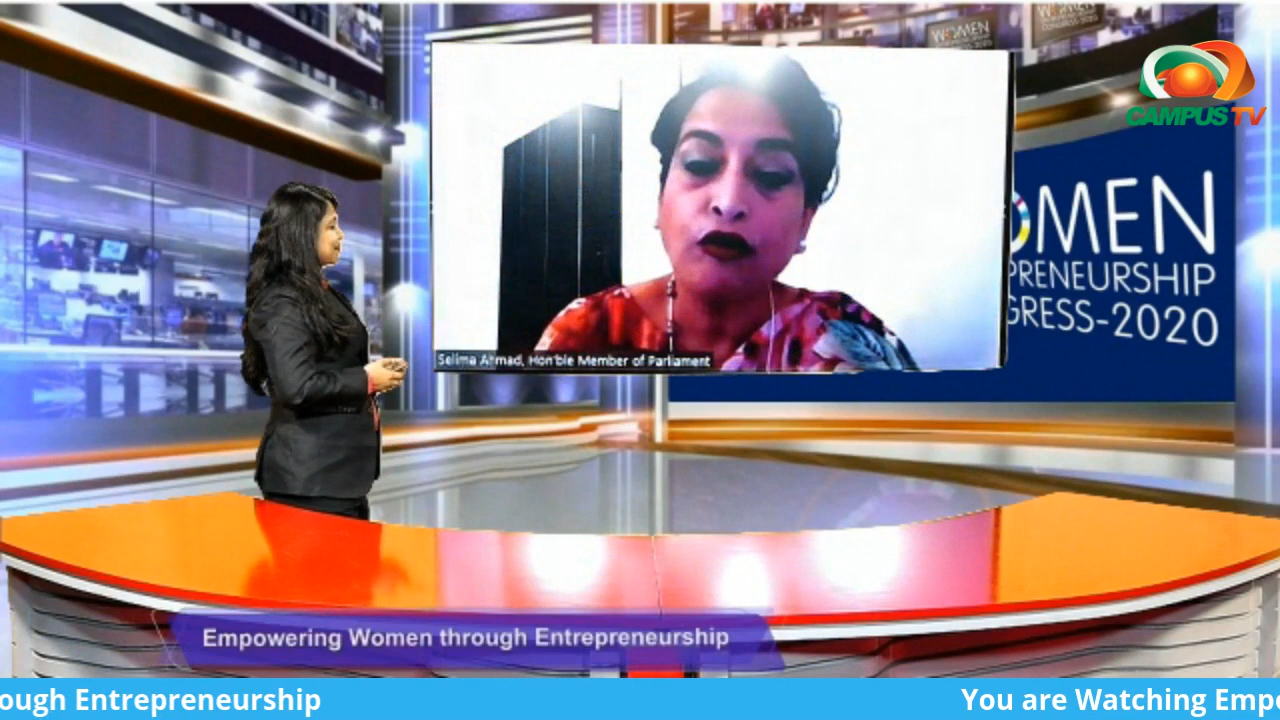 WOMEN
CAMPUS TV
OMEN
PRENEURSHIP
GRESS-2020
Selima Ahmad, Hon'ble Member of Parliament
Empowering Women through Entrepreneurship
ough Entrepreneurship
You are Watching Empo